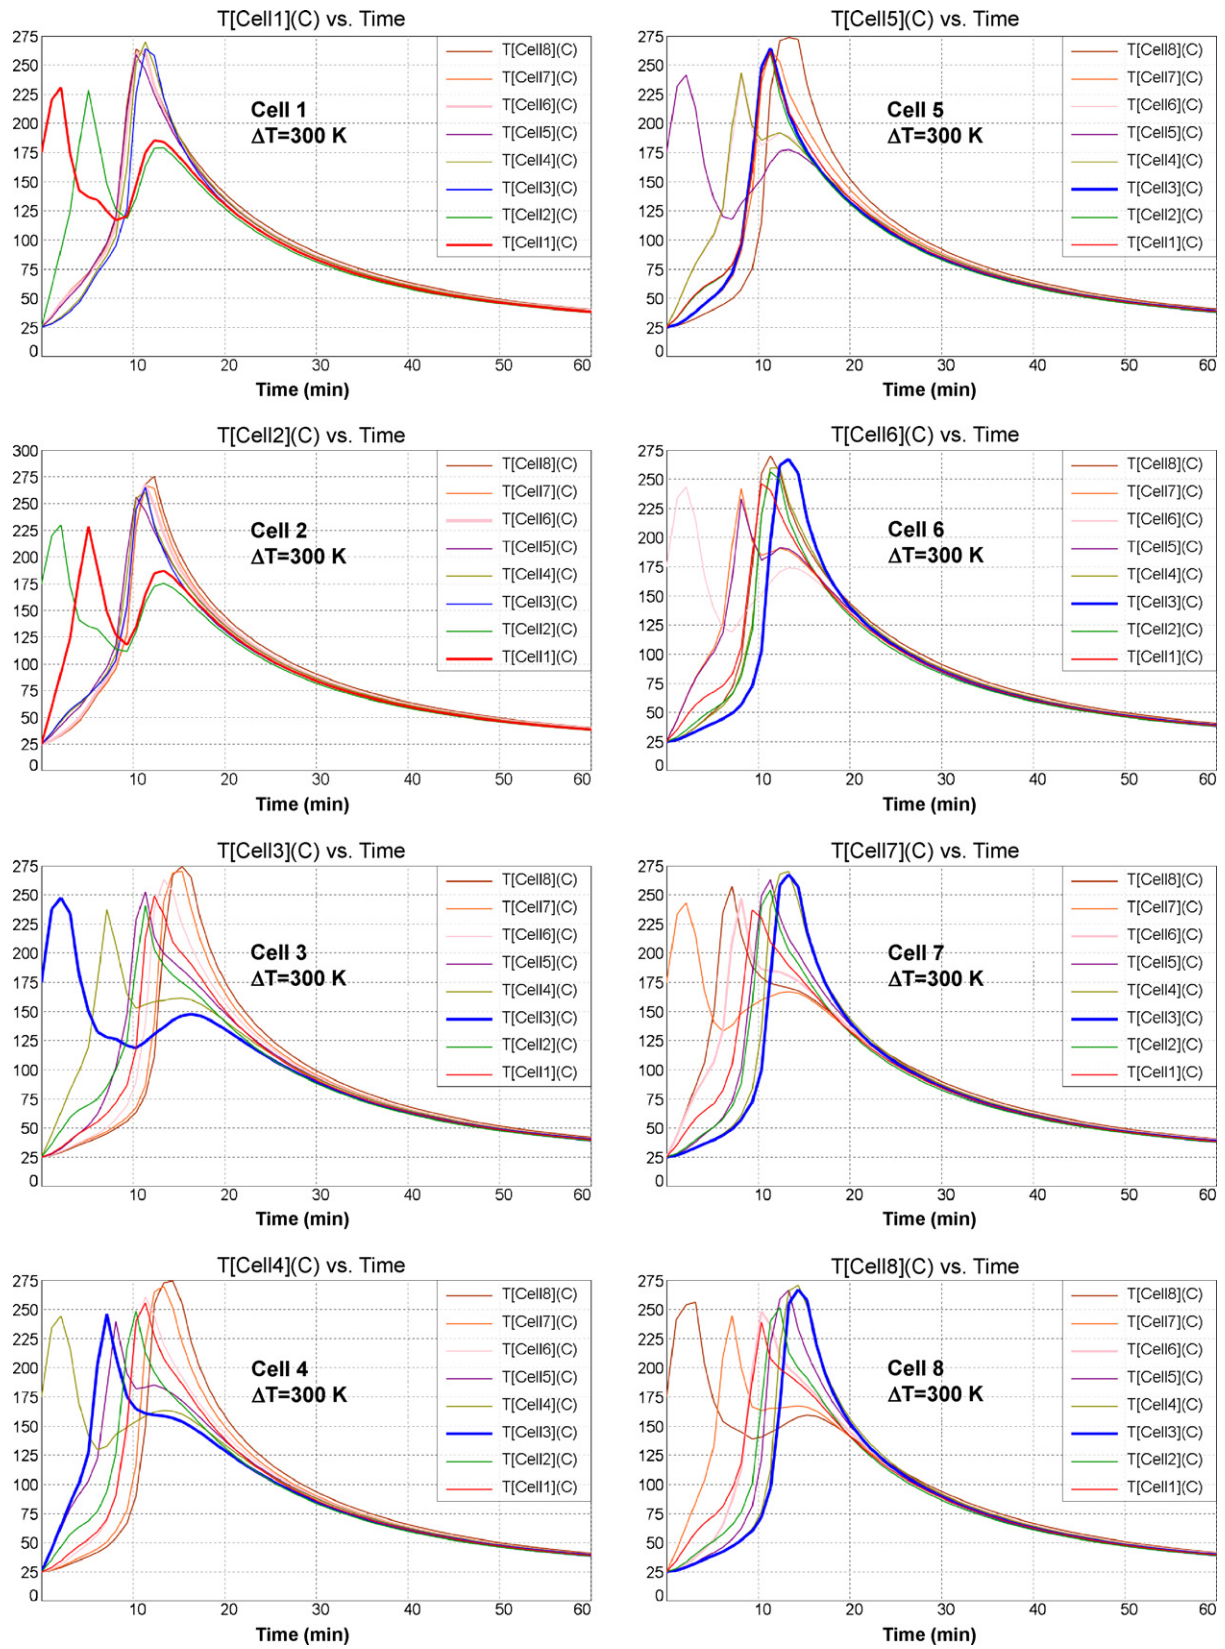 T[Cell1](C) vs. Time
275
250
225
200
175
150
125
100
75
50
25
0
Cell 1
ΔT=300 K
T[Cell8](C)
T[Cell7](C)
T[Cell6](C)
T[Cell5](C)
T[Cell4](C)
T[Cell3](C)
T[Cell2](C)
T[Cell1](C)
10 20 30 40 50 60
Time (min)
T[Cell5](C) vs. Time
275
250
225
200
175
150
125
100
75
50
25
0
Cell 5
ΔT=300 K
T[Cell8](C)
T[Cell7](C)
T[Cell6](C)
T[Cell5](C)
T[Cell4](C)
T[Cell3](C)
T[Cell2](C)
T[Cell1](C)
10 20 30 40 50 60
Time (min)
T[Cell2](C) vs. Time
300
275
250
225
200
175
150
125
100
75
50
25
Cell 2
ΔT=300 K
T[Cell8](C)
T[Cell7](C)
T[Cell6](C)
T[Cell5](C)
T[Cell4](C)
T[Cell3](C)
T[Cell2](C)
T[Cell1](C)
10 20 30 40 50 60
Time (min)
T[Cell6](C) vs. Time
275
250
225
200
175
150
125
100
75
50
25
0
Cell 6
ΔT=300 K
T[Cell8](C)
T[Cell7](C)
T[Cell6](C)
T[Cell5](C)
T[Cell4](C)
T[Cell3](C)
T[Cell2](C)
T[Cell1](C)
10 20 30 40 50 60
Time (min)
T[Cell3](C) vs. Time
275
250
225
200
175
150
125
100
75
50
25
0
Cell 3
ΔT=300 K
T[Cell8](C)
T[Cell7](C)
T[Cell6](C)
T[Cell5](C)
T[Cell4](C)
T[Cell3](C)
T[Cell2](C)
T[Cell1](C)
10 20 30 40 50 60
Time (min)
T[Cell7](C) vs. Time
275
250
225
200
175
150
125
100
75
50
25
0
Cell 7
ΔT=300 K
T[Cell8](C)
T[Cell7](C)
T[Cell6](C)
T[Cell5](C)
T[Cell4](C)
T[Cell3](C)
T[Cell2](C)
T[Cell1](C)
10 20 30 40 50 60
Time (min)
T[Cell4](C) vs. Time
275
250
225
200
175
150
125
100
75
50
25
0
Cell 4
ΔT=300 K
T[Cell8](C)
T[Cell7](C)
T[Cell6](C)
T[Cell5](C)
T[Cell4](C)
T[Cell3](C)
T[Cell2](C)
T[Cell1](C)
10 20 30 40 50 60
Time (min)
T[Cell8](C) vs. Time
275
250
225
200
175
150
125
100
75
50
25
0
Cell 8
ΔT=300 K
T[Cell8](C)
T[Cell7](C)
T[Cell6](C)
T[Cell5](C)
T[Cell4](C)
T[Cell3](C)
T[Cell2](C)
T[Cell1](C)
10 20 30 40 50 60
Time (min)